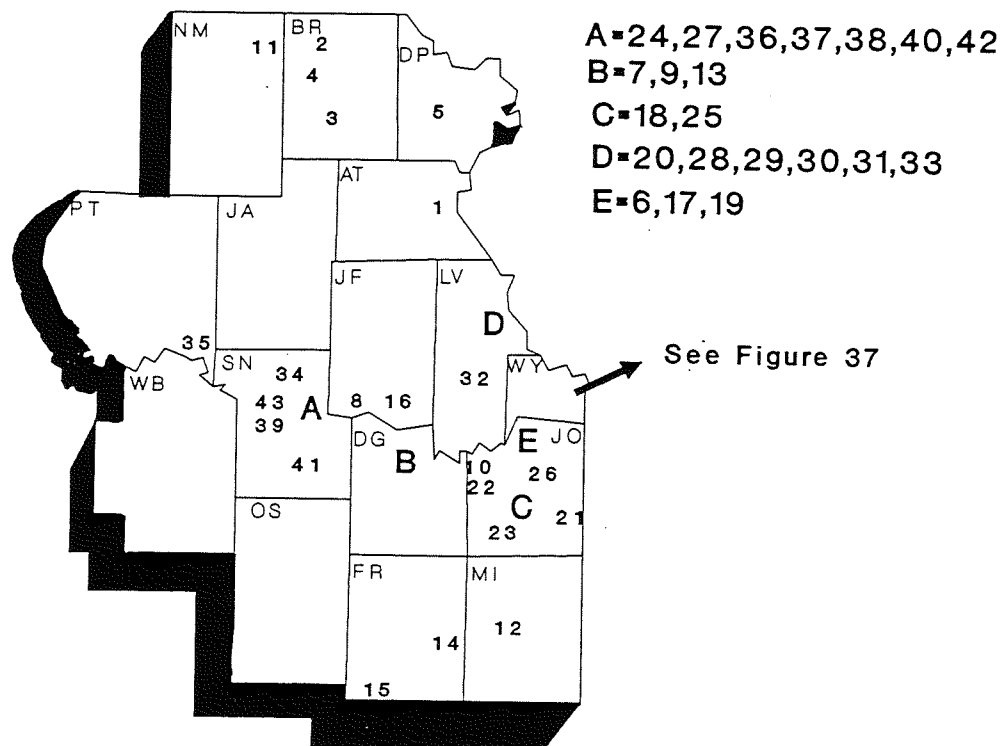 NM
BR
DP
11
2
4
3
5
A=24,27,36,37,38,40,42
B=7,9,13
C=18,25
D=20,28,29,30,31,33
E=6,17,19
AT
1
PT
JA
JF
LV
D
35
SN
WY
See Figure 37
WB
34
32
43
A
8
16
39
DG
JO
E
B
41
10
26
22
C
21
OS
23
FR
MI
12
14
15